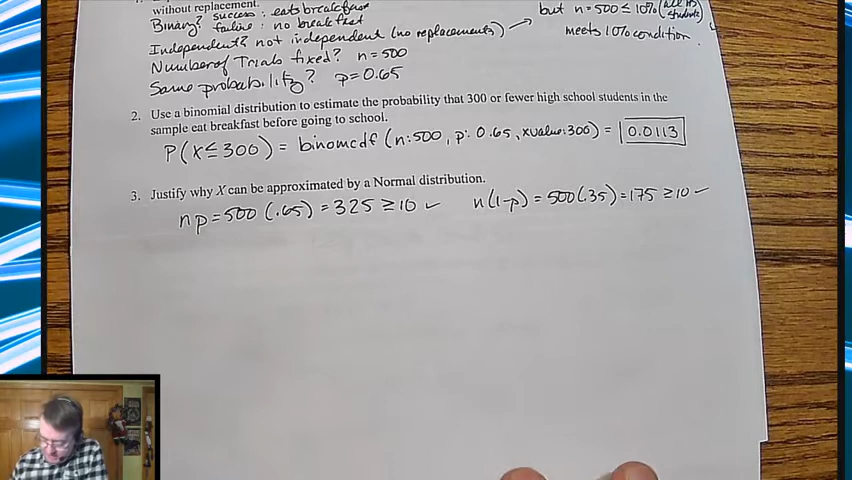 without replacement.
Binary? success: eats breakfast
failure: no breakfast
Independent? not independent (no replacements) → but n = 500 ≤ 10% (all HS students)
meets 10% condition.
Number of Trials fixed? n = 500
Same probability? p = 0.65
2. Use a binomial distribution to estimate the probability that 300 or fewer high school students in the
sample eat breakfast before going to school.
P(X ≤ 300) = binomcdf (n: 500, p: 0.65, xvalue: 300) = 0.0113
3. Justify why X can be approximated by a Normal distribution.
np = 500 (.65) = 325 ≥ 10 ✓ n(1-p) = 500(.35) = 175 ≥ 10 ✓